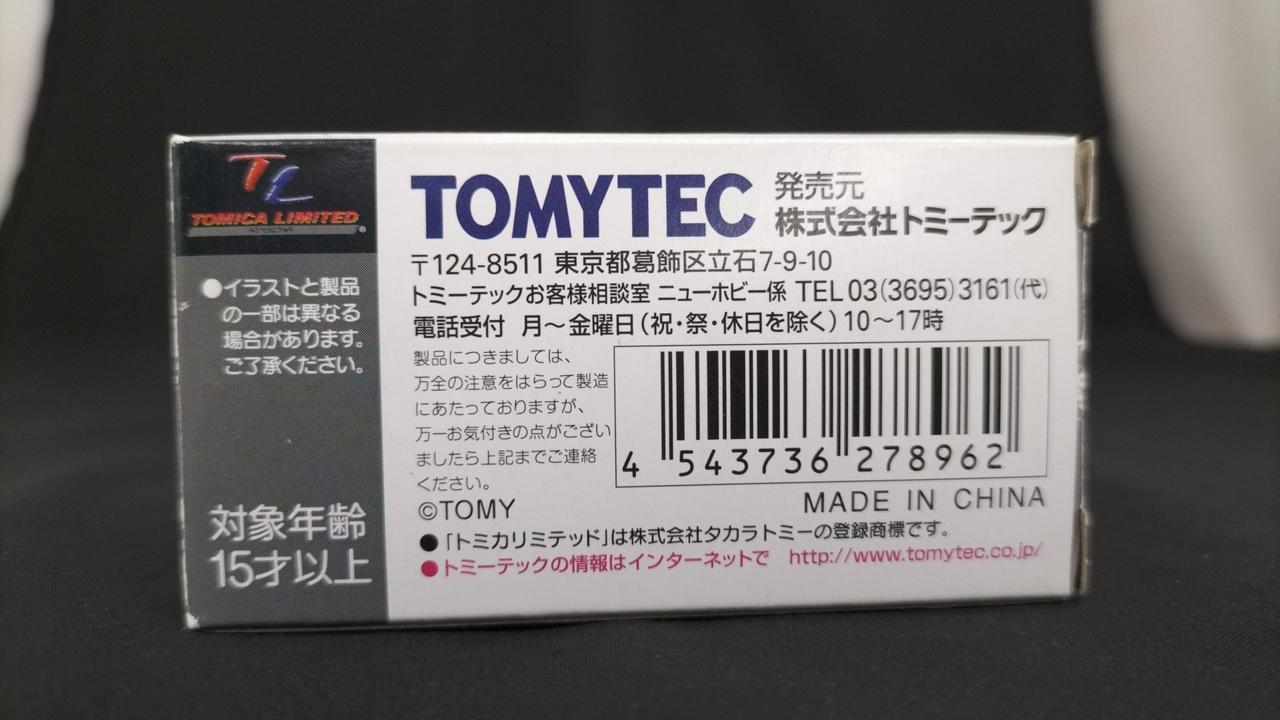 TL
TOMICA LIMITED
®
●イラストと製品
の一部は異なる
場合があります。
ご了承ください。
対象年齢
15才以上
TOMYTEC
発売元
株式会社トミーテック
〒124-8511 東京都葛飾区立石7-9-10
トミーテックお客様相談室 ニューホビー係 TEL 03(3695)3161(代)
電話受付 月〜金曜日(祝・祭・休日を除く)10〜17時
製品につきましては、
万全の注意をはらって製造
にあたっておりますが、
万一お気付きの点がござい
ましたら上記までご連絡
ください。
4 543736 278962
©TOMY
MADE IN CHINA
●「トミカリミテッド」は株式会社タカラトミーの登録商標です。
●トミーテックの情報はインターネットで http://www.tomytec.co.jp/